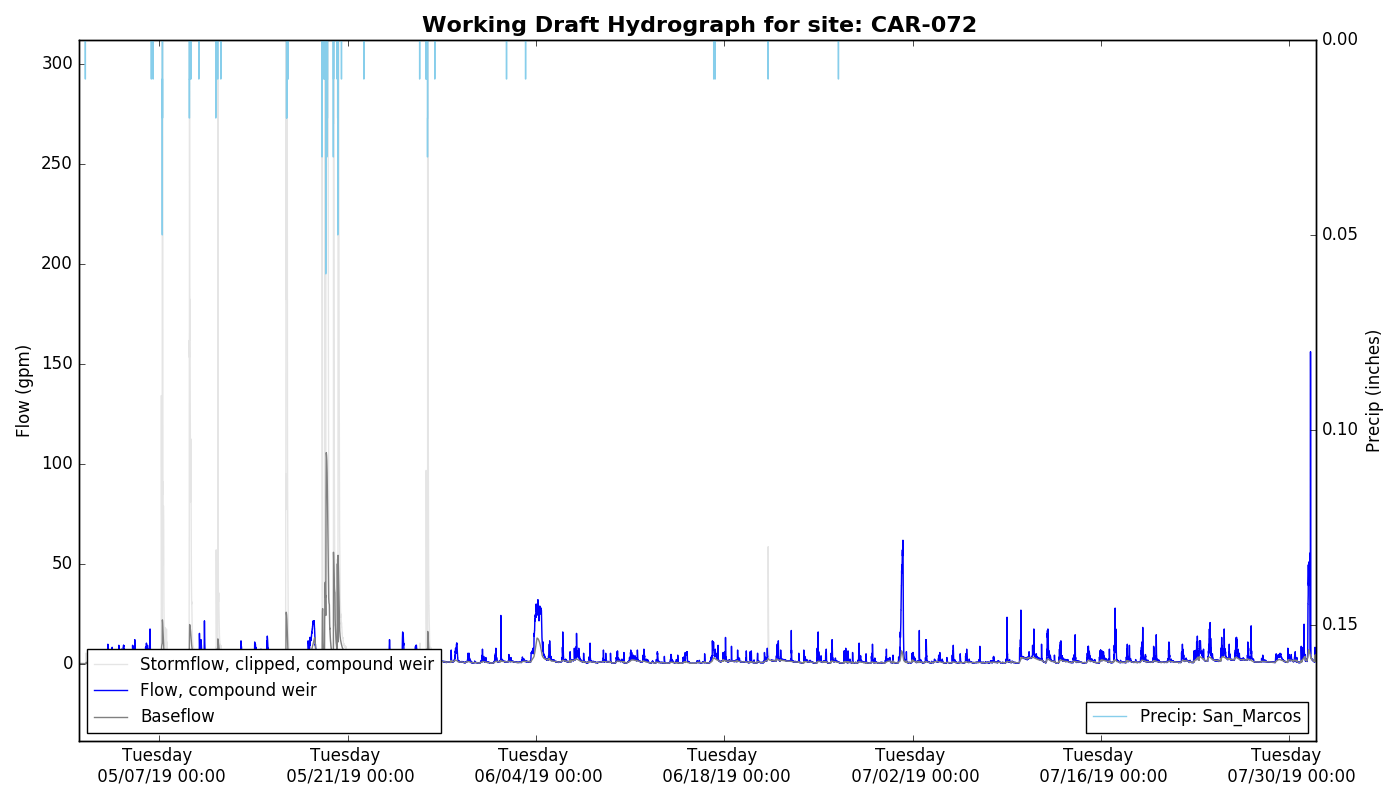 Working Draft Hydrograph for site: CAR-072
300
250
200
150
100
50
0
Flow (gpm)
0.00
0.05
0.10
0.15
Precip (inches)
Stormflow, clipped, compound weir
Flow, compound weir
Baseflow
Precip: San_Marcos
Tuesday
05/07/19 00:00
Tuesday
05/21/19 00:00
Tuesday
06/04/19 00:00
Tuesday
06/18/19 00:00
Tuesday
07/02/19 00:00
Tuesday
07/16/19 00:00
Tuesday
07/30/19 00:00